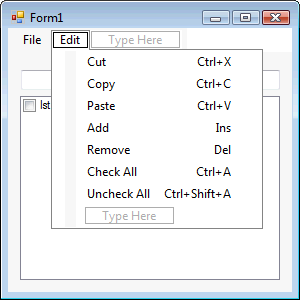 Form1
File Edit Type Here
Cut Ctrl+X
Copy Ctrl+C
Paste Ctrl+V
Add Ins
Remove Del
Check All Ctrl+A
Uncheck All Ctrl+Shift+A
Type Here
lst